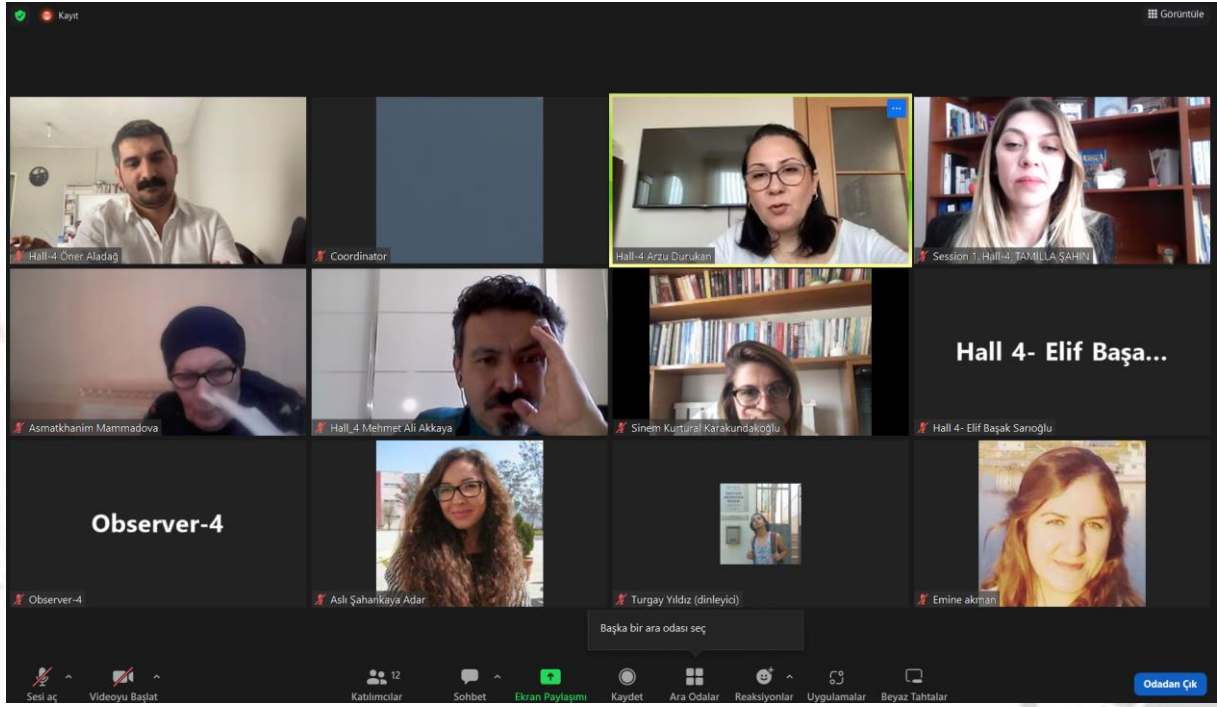 Kayıt
Görüntüle
Hall-4 Öner Aladağ
Coordinator
Hall-4 Arzu Durukan
Session 1, Hall-4, TAMILLA ŞAHİN
Asmatkhanim Mammadova
Hall_4 Mehmet Ali Akkaya
Sinem Kurtural Karakundakoğlu
Hall 4- Elif Başa...
Hall 4- Elif Başak Sarıoğlu
Observer-4
Observer-4
Aslı Şahankaya Adar
Turgay Yıldız (dinleyici)
Emine akman
Başka bir ara odası seç
Sesi aç
Videoyu Başlat
12
Katılımcılar
Sohbet
Ekran Paylaşımı
Kaydet
Ara Odalar
Reaksiyonlar
Uygulamalar
Beyaz Tahtalar
Odadan Çık